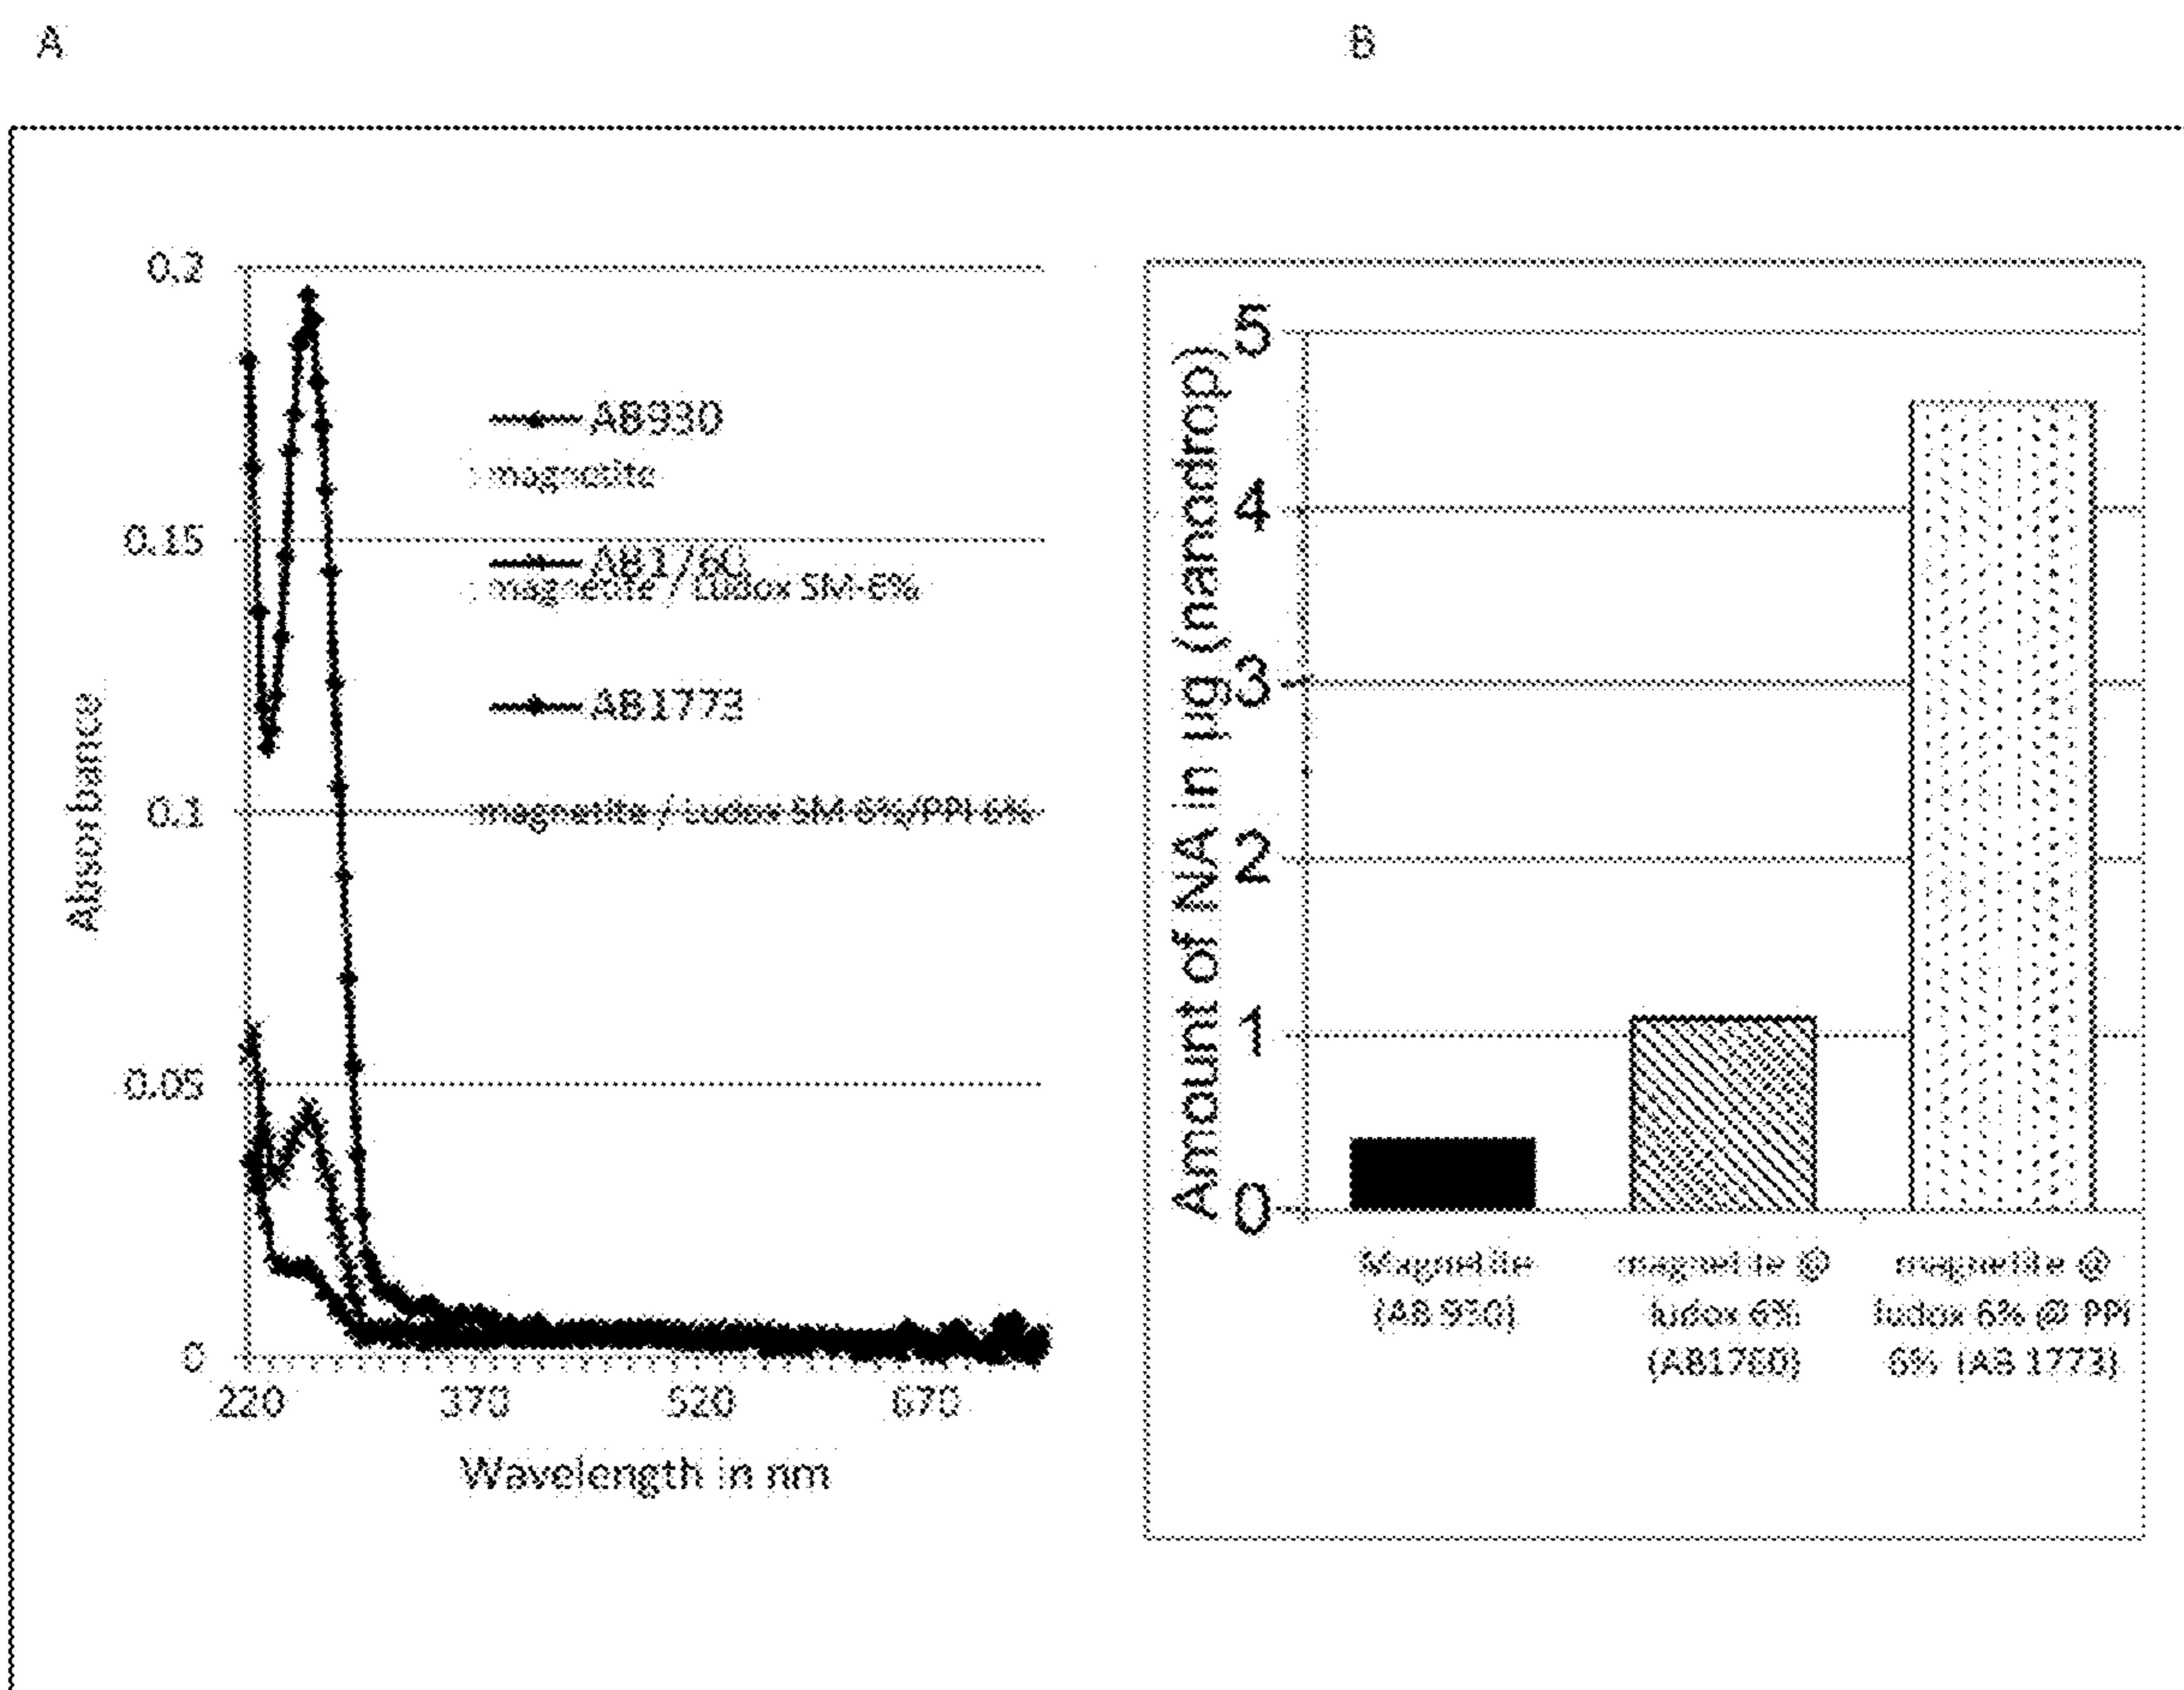 A
B
0.2
0.15
0.1
0.05
0
Absorbance
220
370
520
670
Wavelength in nm
AB930
: magnetite
AB1760
: magnetite / Ludox SM-6%
AB1773
magnetite / Ludox SM 6%/PPI 6%
Amount of NA in µg (nanodrop)
5
4
3
2
1
0
Magnetite
(AB 930)
magnetite @
ludox 6%
(AB1760)
magnetite @
ludox 6% @ PPI
6% (AB 1773)